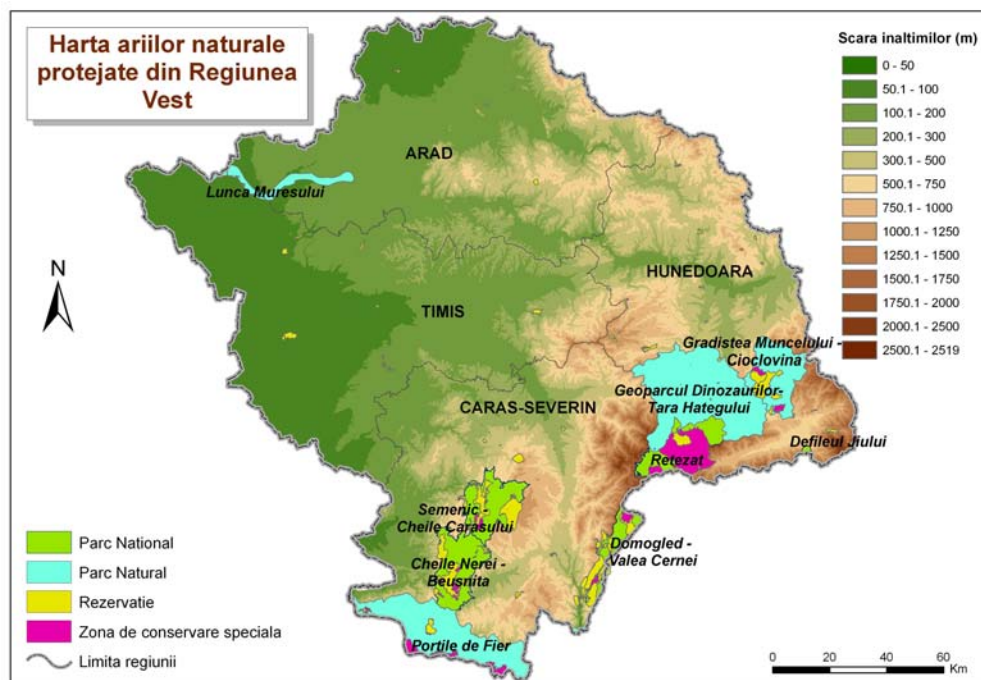 Harta ariilor naturale
protejate din Regiunea
Vest
Scara inaltimilor (m)
0 - 50
50.1 - 100
100.1 - 200
200.1 - 300
300.1 - 500
500.1 - 750
750.1 - 1000
1000.1 - 1250
1250.1 - 1500
1500.1 - 1750
1750.1 - 2000
2000.1 - 2500
2500.1 - 2519
ARAD
Lunca Muresului
N
HUNEDOARA
TIMIS
Gradistea Muncelului -
Cioclovina
Geoparcul Dinozaurilor-
Tara Hategului
CARAS-SEVERIN
Defileul Jiului
Retezat
Semenic -
Cheile Carasului
Domogled -
Valea Cernei
Cheile Nerei -
Beusnita
Portile de Fier
Parc National
Parc Natural
Rezervatie
Zona de conservare speciala
Limita regiunii
0 20 40 60
Km